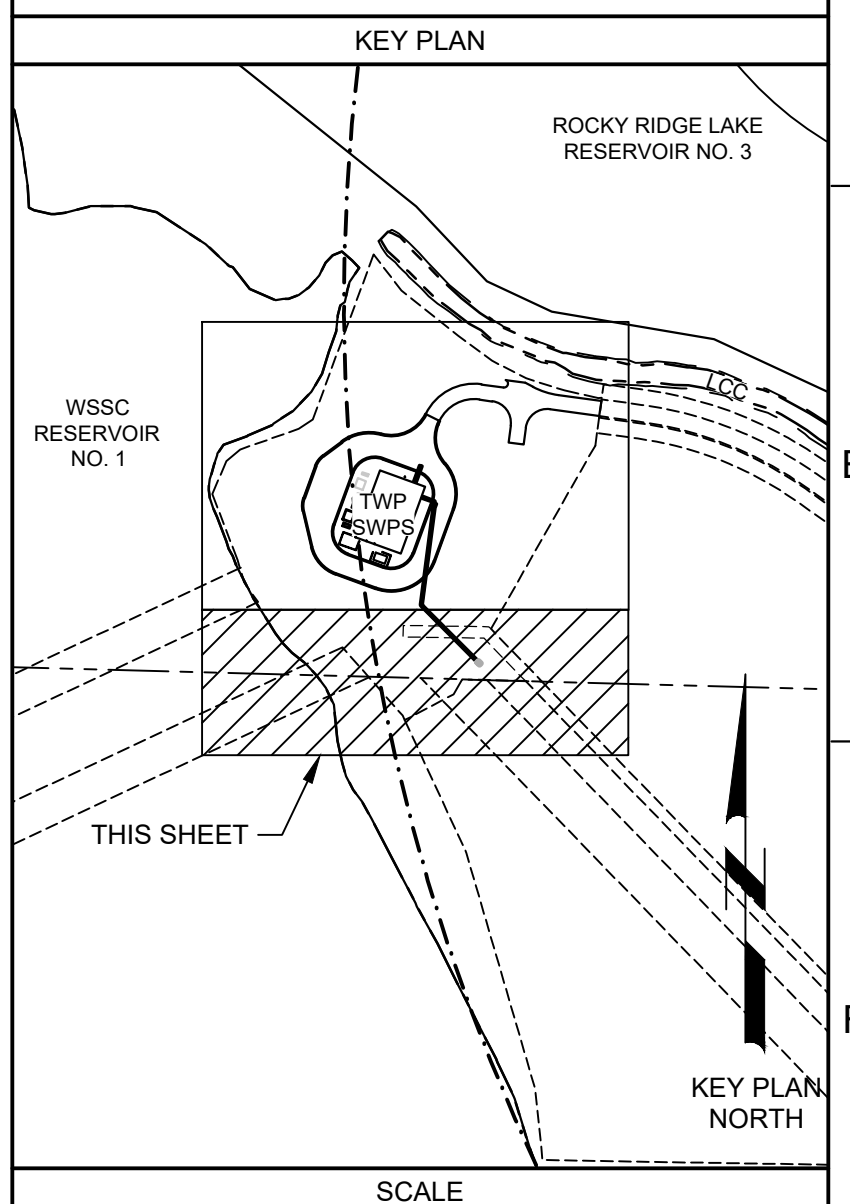 KEY PLAN
ROCKY RIDGE LAKE
RESERVOIR NO. 3
LCC
WSSC
RESERVOIR
NO. 1
TWP
SWPS
THIS SHEET
KEY PLAN
NORTH
SCALE